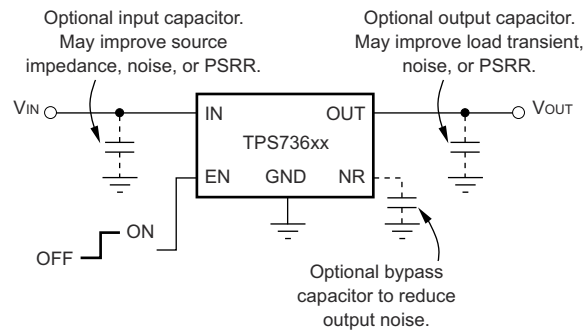 Optional input capacitor.
May improve source
impedance, noise, or PSRR.
Optional output capacitor.
May improve load transient,
noise, or PSRR.
VIN
IN
OUT
VOUT
TPS736xx
EN
GND
NR
ON
OFF
Optional bypass
capacitor to reduce
output noise.